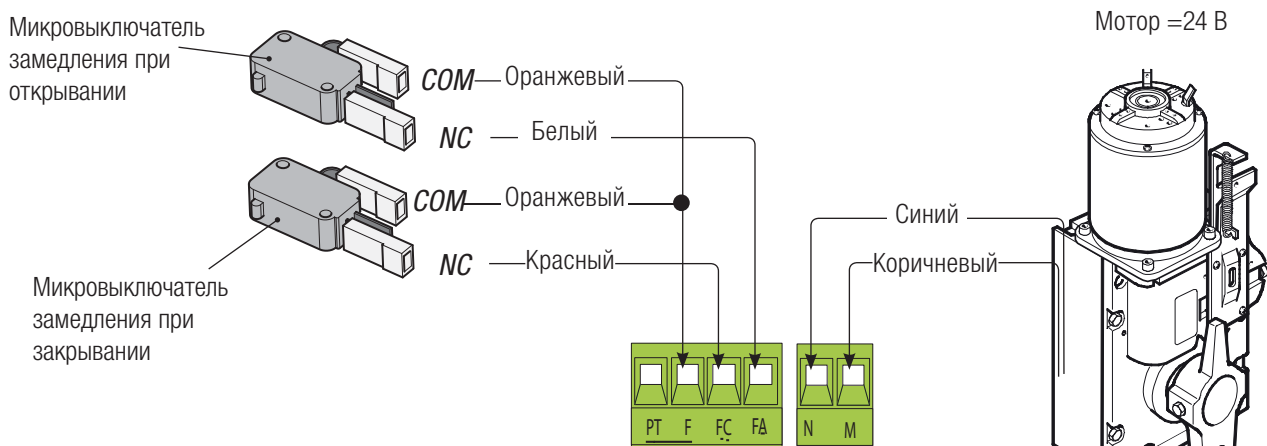 Микровыключатель
замедления при
открывании
COM
Оранжевый
NC
Белый
COM
Оранжевый
NC
Красный
Микровыключатель
замедления при
закрывании
Мотор =24 В
Синий
Коричневый
PT F FC FA N M